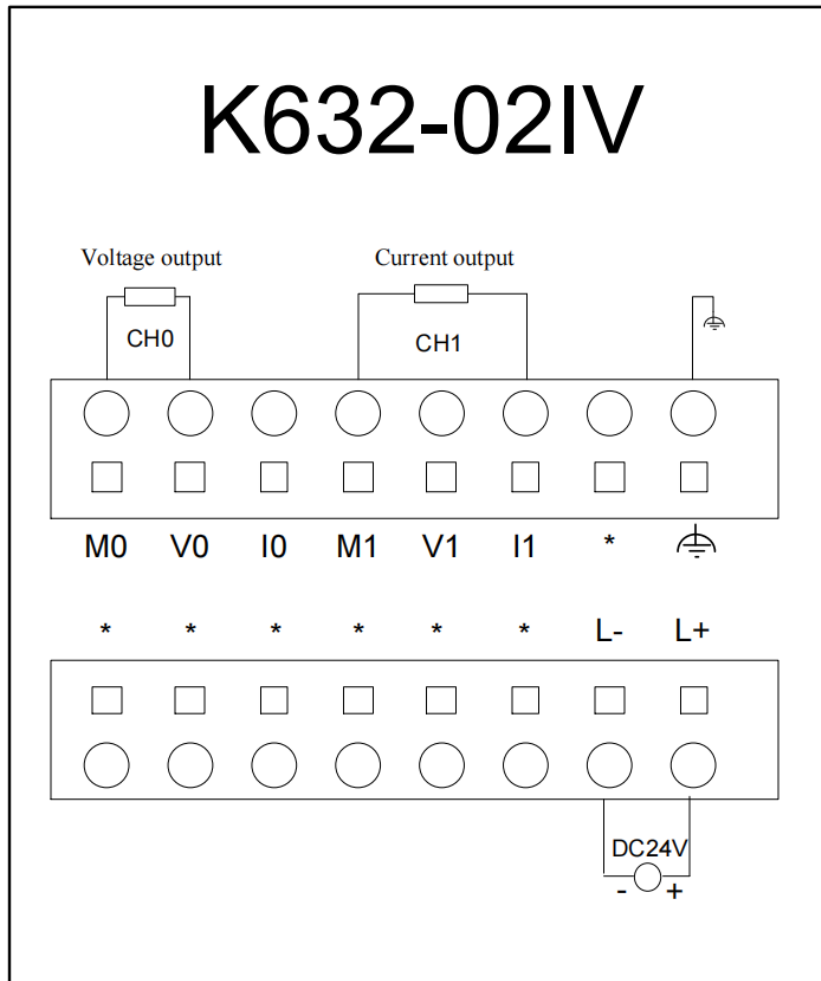 K632-02IV
Voltage output Current output
CH0 CH1
M0 V0 I0 M1 V1 I1 *
* * * * * * L- L+
DC24V
- +